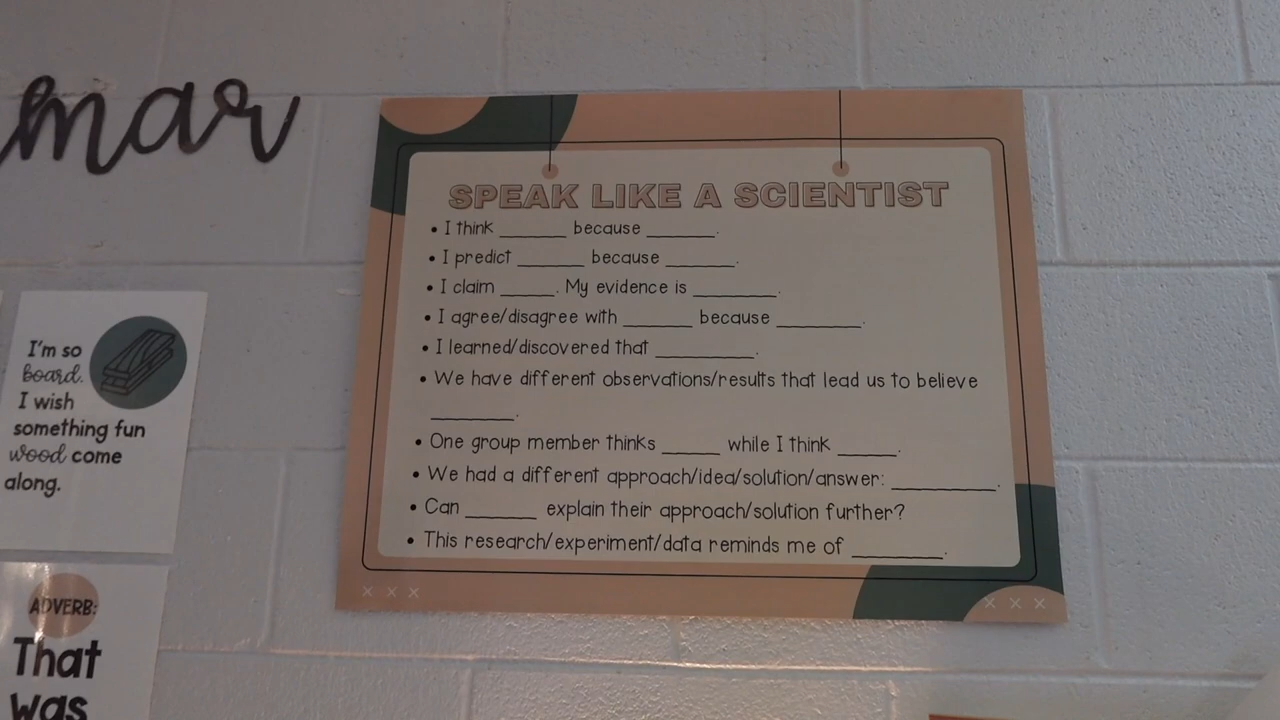 mar
SPEAK LIKE A SCIENTIST
• I think _______ because _______.
• I predict _______ because _______.
• I claim ______. My evidence is _________.
• I agree/disagree with _______ because _________.
• I learned/discovered that __________.
• We have different observations/results that lead us to believe
_________.
• One group member thinks ______ while I think ______.
• We had a different approach/idea/solution/answer: __________.
• Can _______ explain their approach/solution further?
• This research/experiment/data reminds me of _________.
I'm so
board.
I wish
something fun
wood come
along.
ADVERB:
That
was